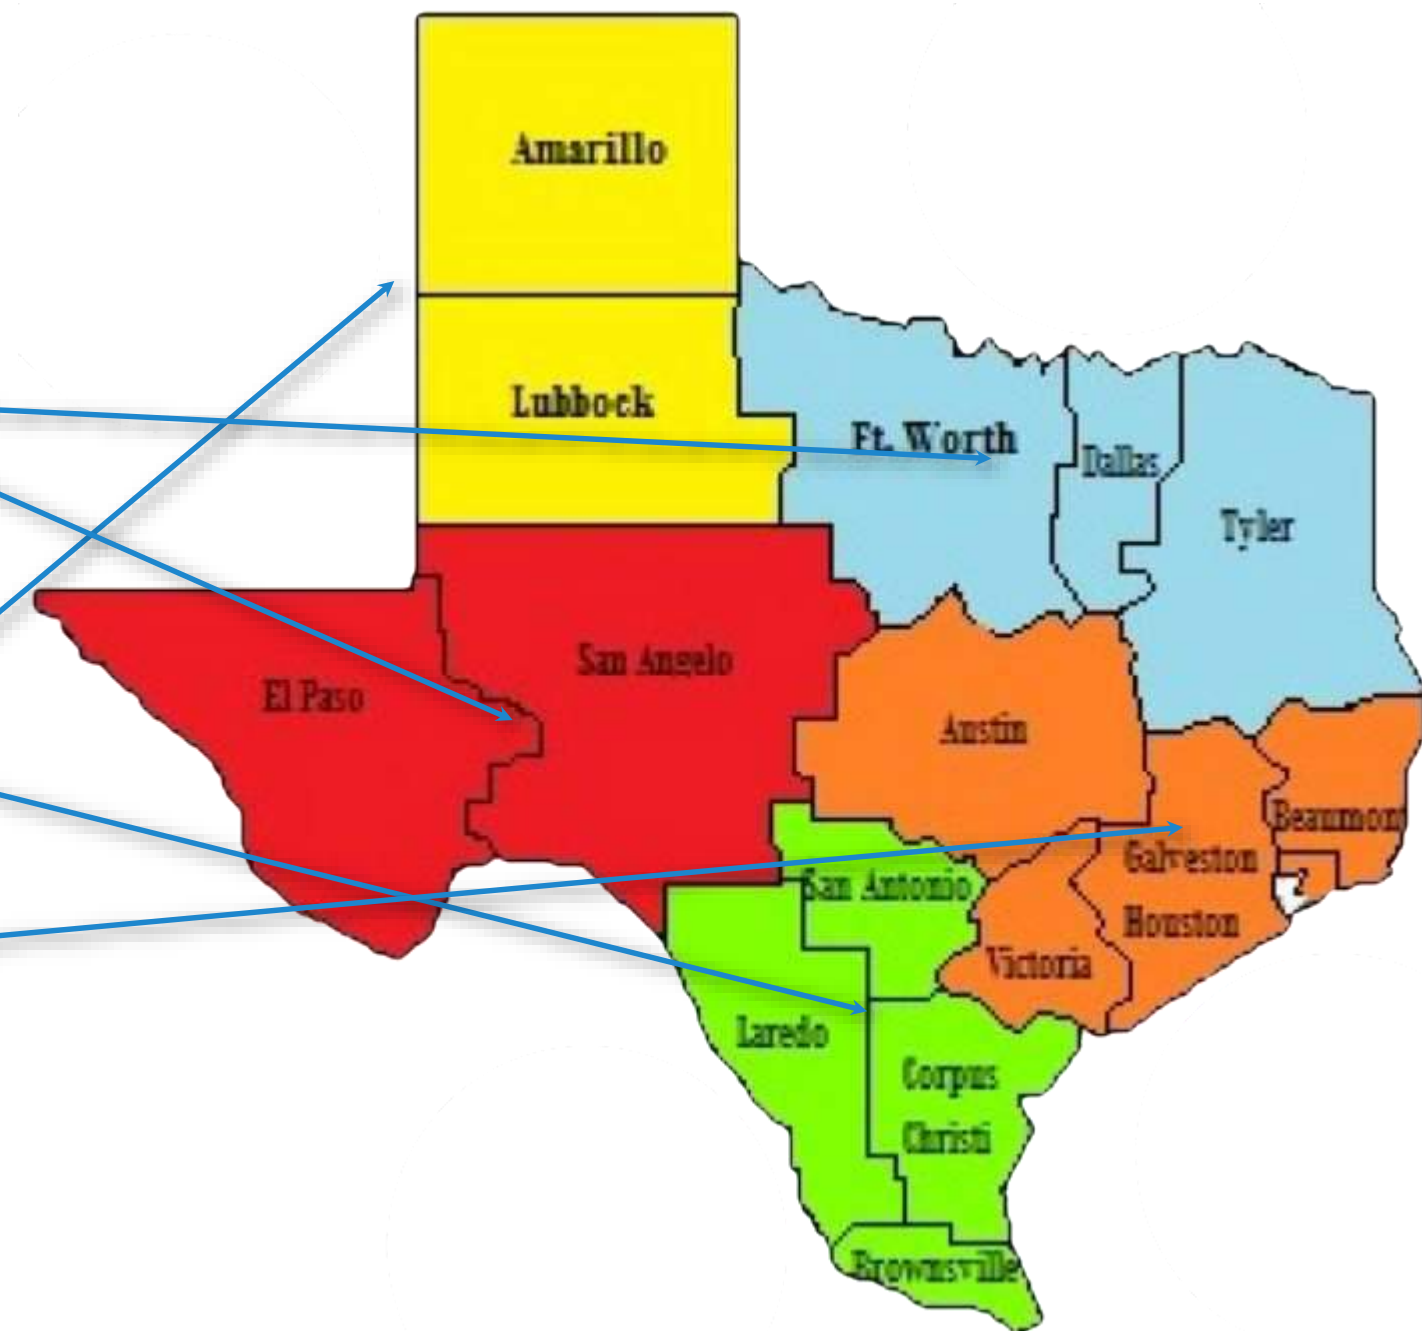 Amarillo
Lubbock
Ft. Worth
Dallas
Tyler
San Angelo
El Paso
Austin
Beaumon
Galveston
San Antonio
?
Houston
Victoria
Laredo
Corpus
Christi
Brownsville